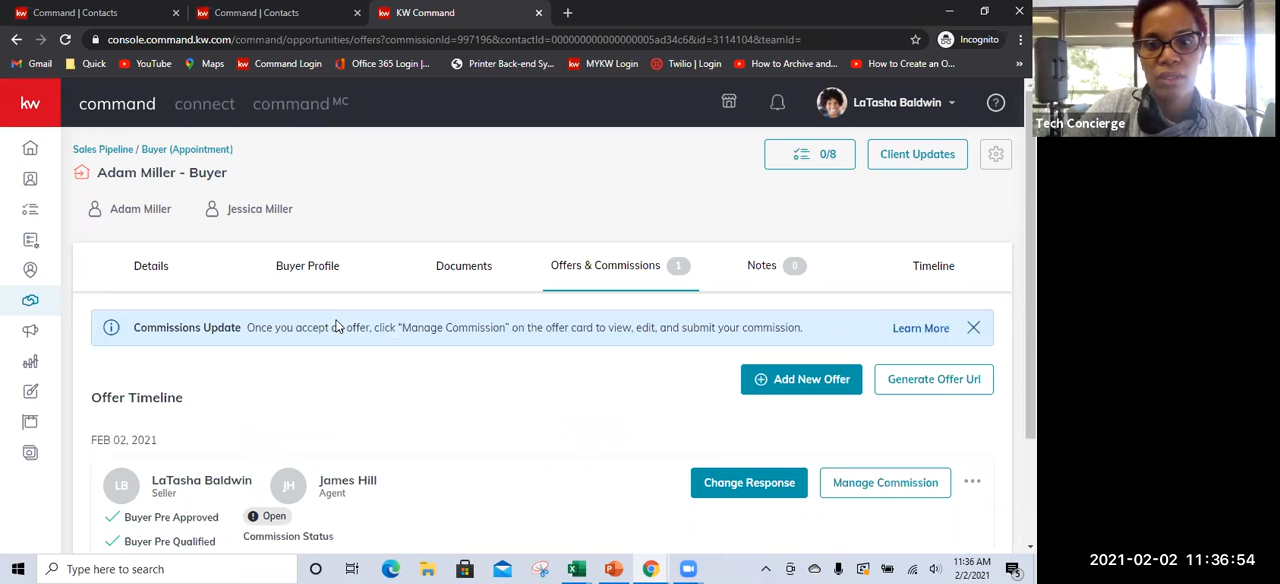 Command | Contacts
Command | Contacts
KW Command
console.command.kw.com/command/opportunities/offers?commissionId=997196&contactId=00000000000000005ad34c6&id=3114104&teamId=
Incognito
Gmail
Quick
YouTube
Maps
Command Login
Office 365 Login |...
Printer Back-end Sy...
MYKW Login
Twilio | Login
How to Archive and...
How to Create an O...
»
kw
command
connect
command MC
LaTasha Baldwin
Tech Concierge
Sales Pipeline / Buyer (Appointment)
Adam Miller - Buyer
0/8
Client Updates
Adam Miller
Jessica Miller
Details
Buyer Profile
Documents
Offers & Commissions 1
Notes 0
Timeline
Commissions Update Once you accept offer, click "Manage Commission" on the offer card to view, edit, and submit your commission.
Learn More
Add New Offer
Generate Offer Url
Offer Timeline
FEB 02, 2021
LB
LaTasha Baldwin
Seller
JH
James Hill
Agent
Change Response
Manage Commission
Buyer Pre Approved
Open
Buyer Pre Qualified
Commission Status
Type here to search
11:36 AM
2/2/2021
5
2021-02-02 11:36:54